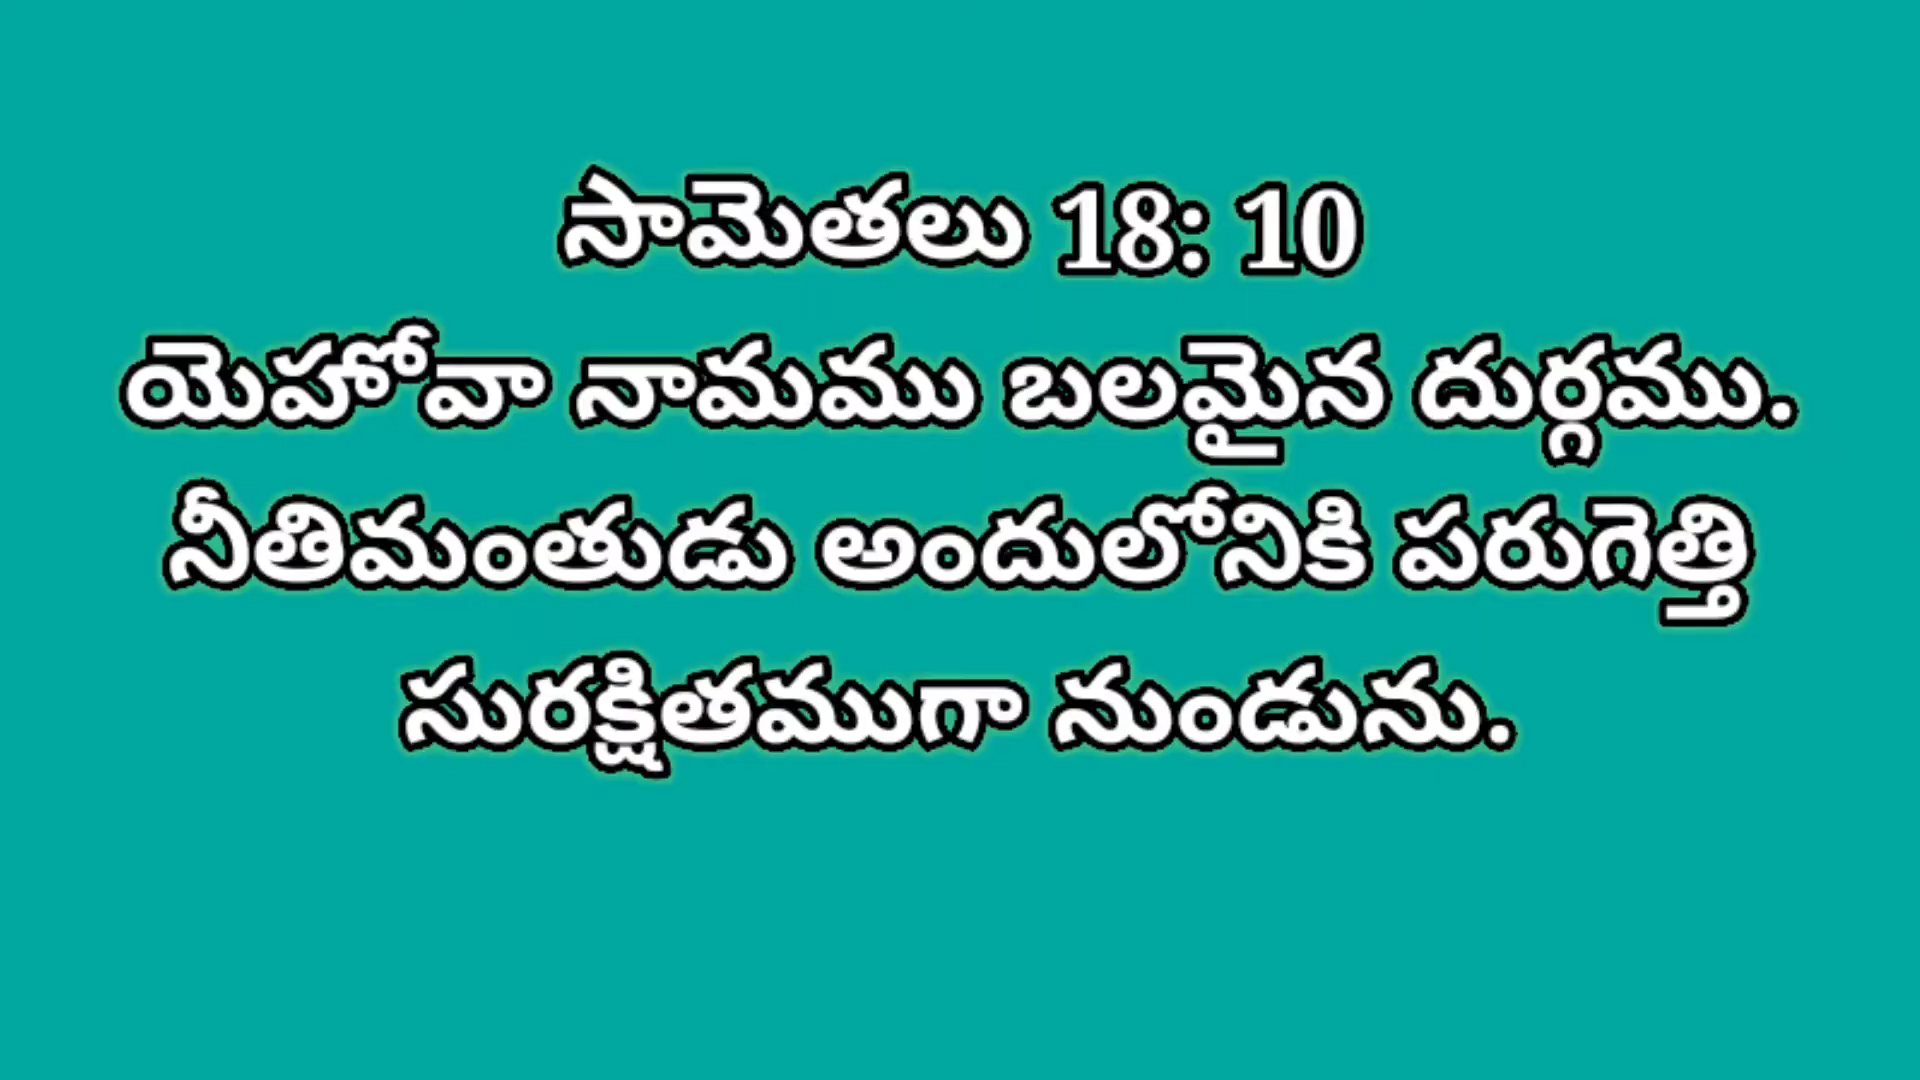 సామెతలు 18: 10
యెహోవా నామము బలమైన దుర్గము.
నీతిమంతుడు అందులోనికి పరుగెత్తి
సురక్షితముగా నుండును.